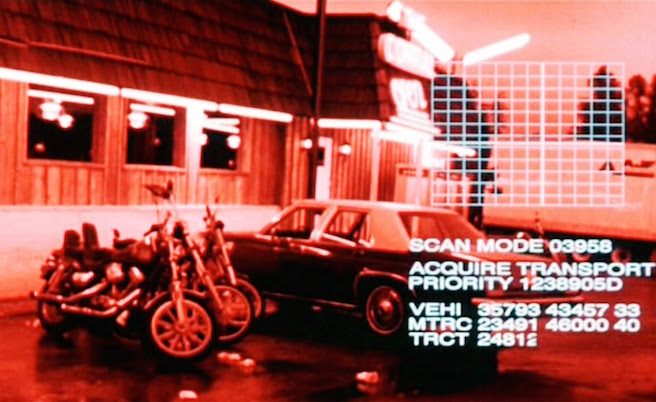 SCAN MODE 03958
ACQUIRE TRANSPORT
PRIORITY 1238905D
VEHI 35793 43457 33
MTRC 23491 46000 40
TRCT 24812